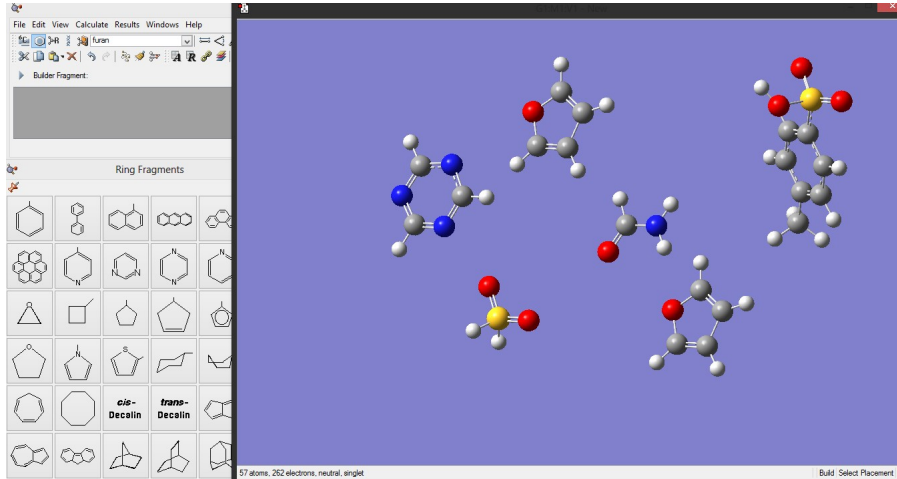 File Edit View Calculate Results Windows Help
furan
Builder Fragment:
Ring Fragments
N
N N
N
N
O
O
N
S
cis-
Decalin
trans-
Decalin
57 atoms, 262 electrons, neutral, singlet
Build Select Placement